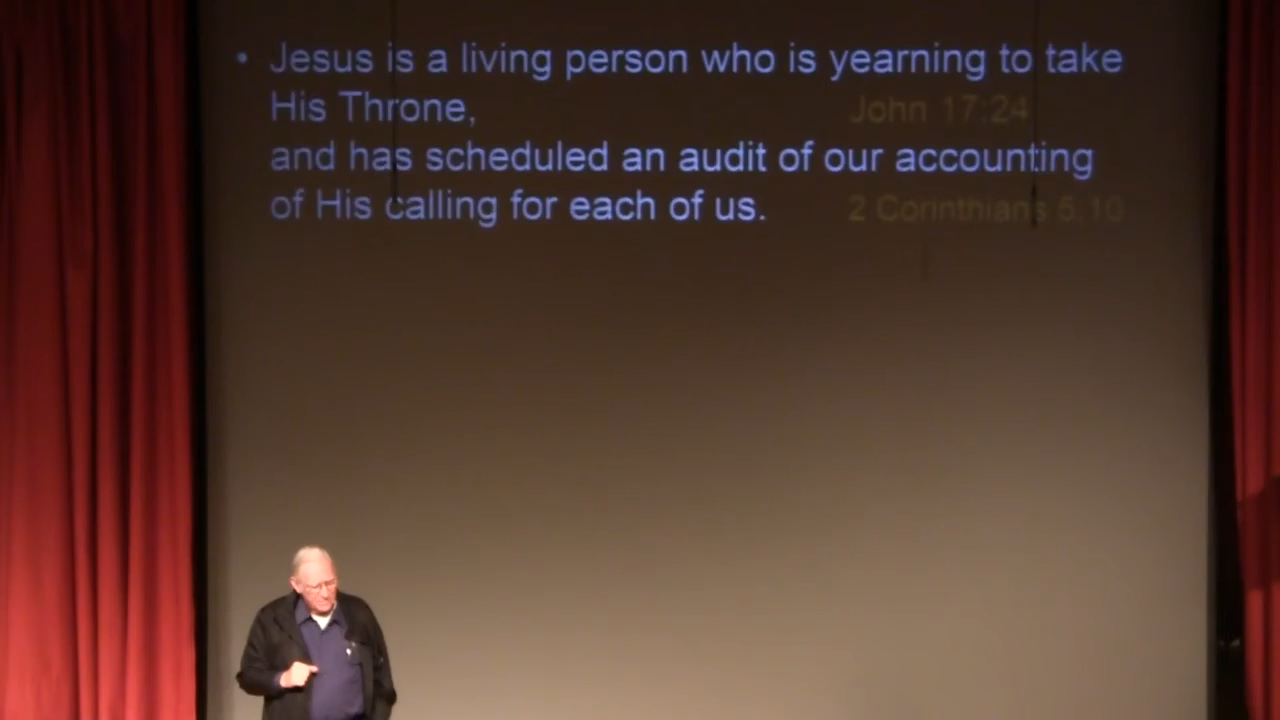 • Jesus is a living person who is yearning to take
His Throne, John 17:24
and has scheduled an audit of our accounting
of His calling for each of us. 2 Corinthians 5:10